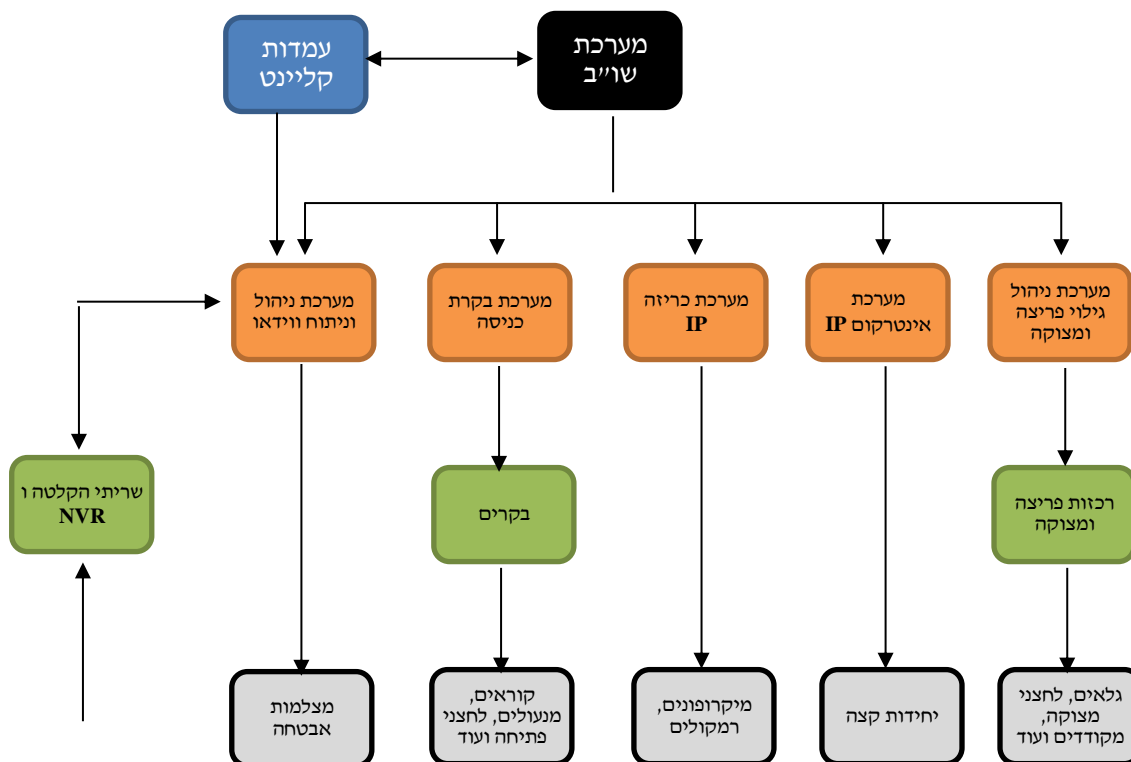 מערכת
שו״ב
עמדות
קליינט
מערכת ניהול
גילוי פריצה
ומצוקה
מערכת
אינטרקום IP
מערכת כריזה
IP
מערכת בקרת
כניסה
מערכת ניהול
וניתוח ווידאו
רכזות פריצה
ומצוקה
בקרים
שריתי הקלטה ו
NVR
גלאים, לחצני
מצוקה,
מקודדים ועוד
יחידות קצה
מיקרופונים,
רמקולים
קוראים,
מנעולים, לחצני
פתיחה ועוד
מצלמות
אבטחה